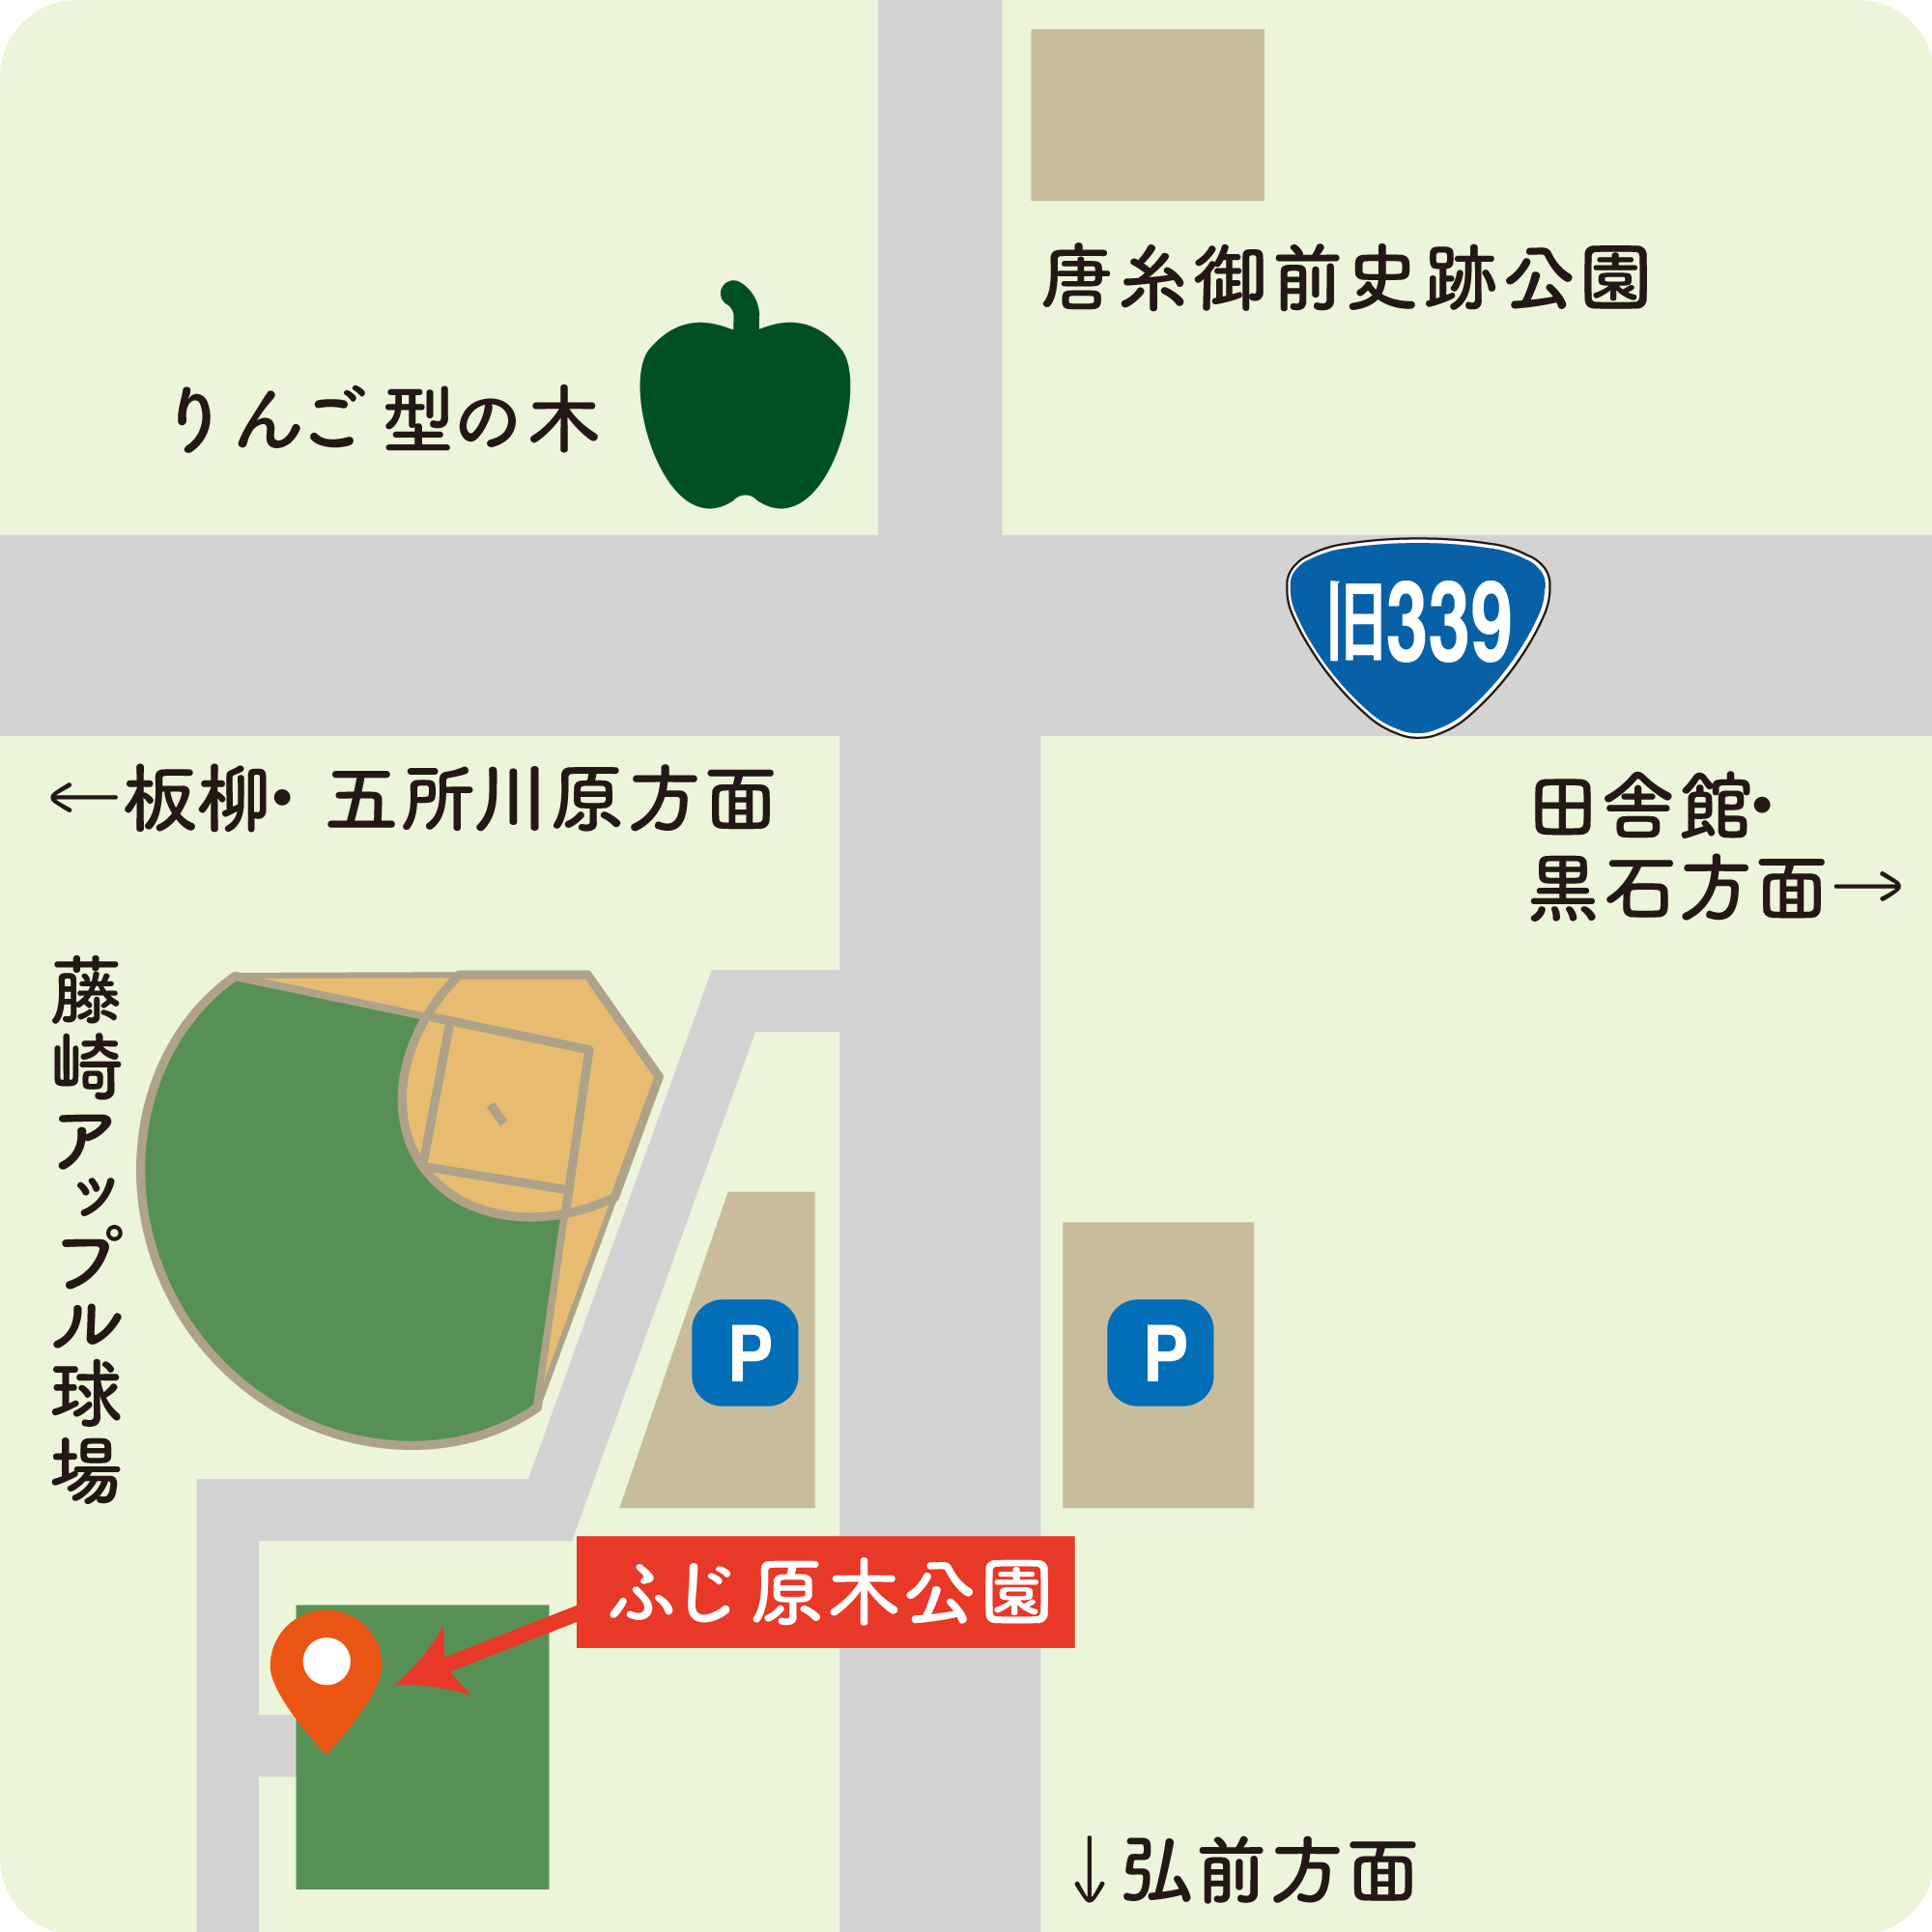 唐糸御前史跡公園
りんご型の木
旧339
←板柳・五所川原方面
田舎館・
黒石方面→
藤崎アップル球場
P
P
ふじ原木公園
↓弘前方面